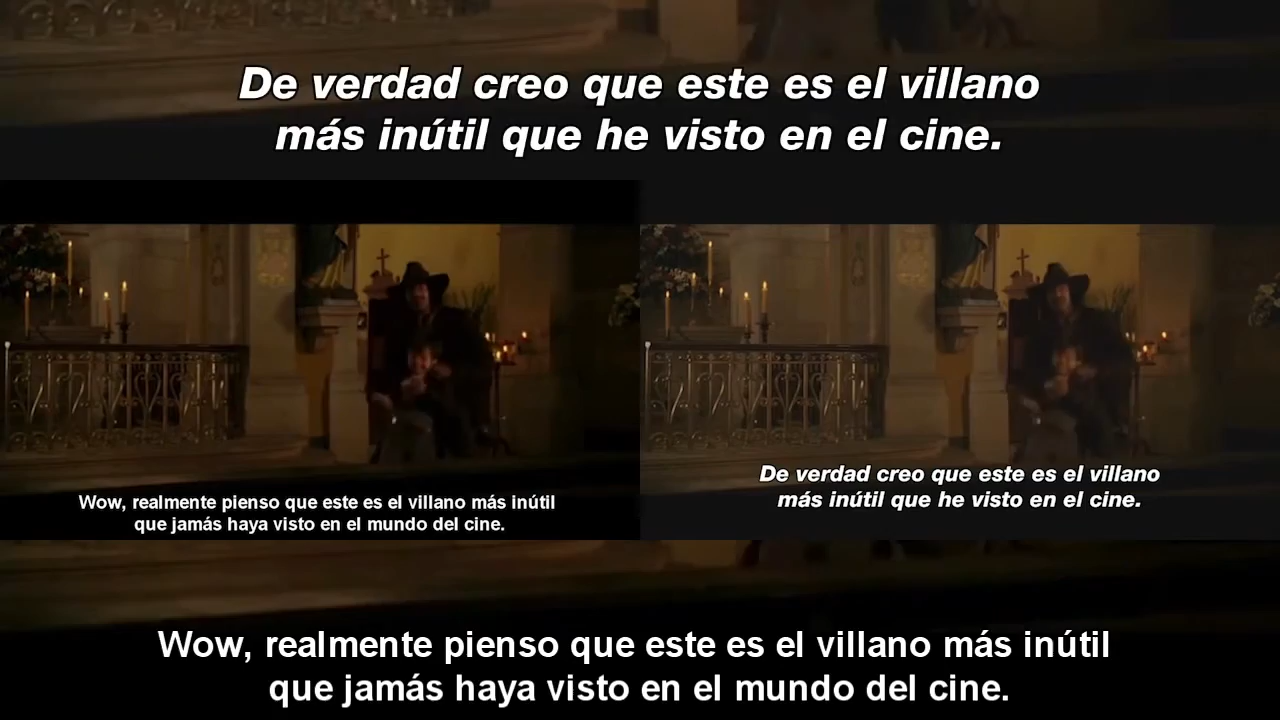 De verdad creo que este es el villano
más inútil que he visto en el cine.
Wow, realmente pienso que este es el villano más inútil
que jamás haya visto en el mundo del cine.
De verdad creo que este es el villano
más inútil que he visto en el cine.
Wow, realmente pienso que este es el villano más inútil
que jamás haya visto en el mundo del cine.